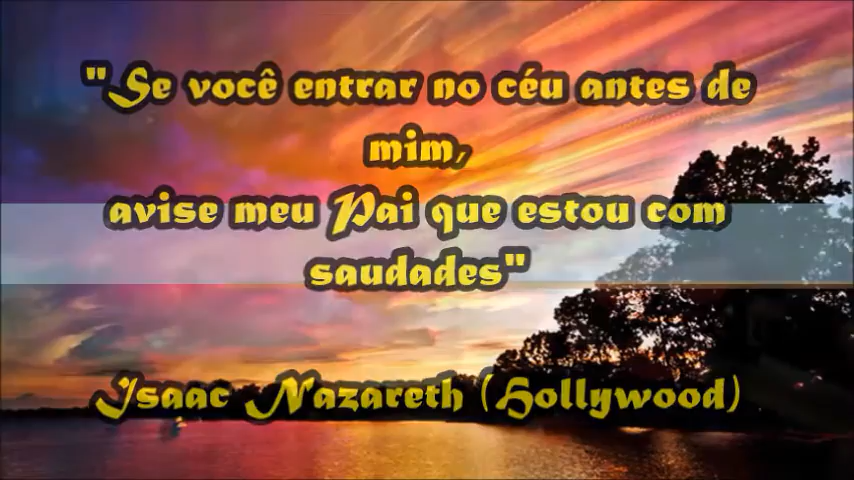 "Se você entrar no céu antes de
mim,
avise meu Pai que estou com
saudades"
Isaac Nazareth (Hollywood)